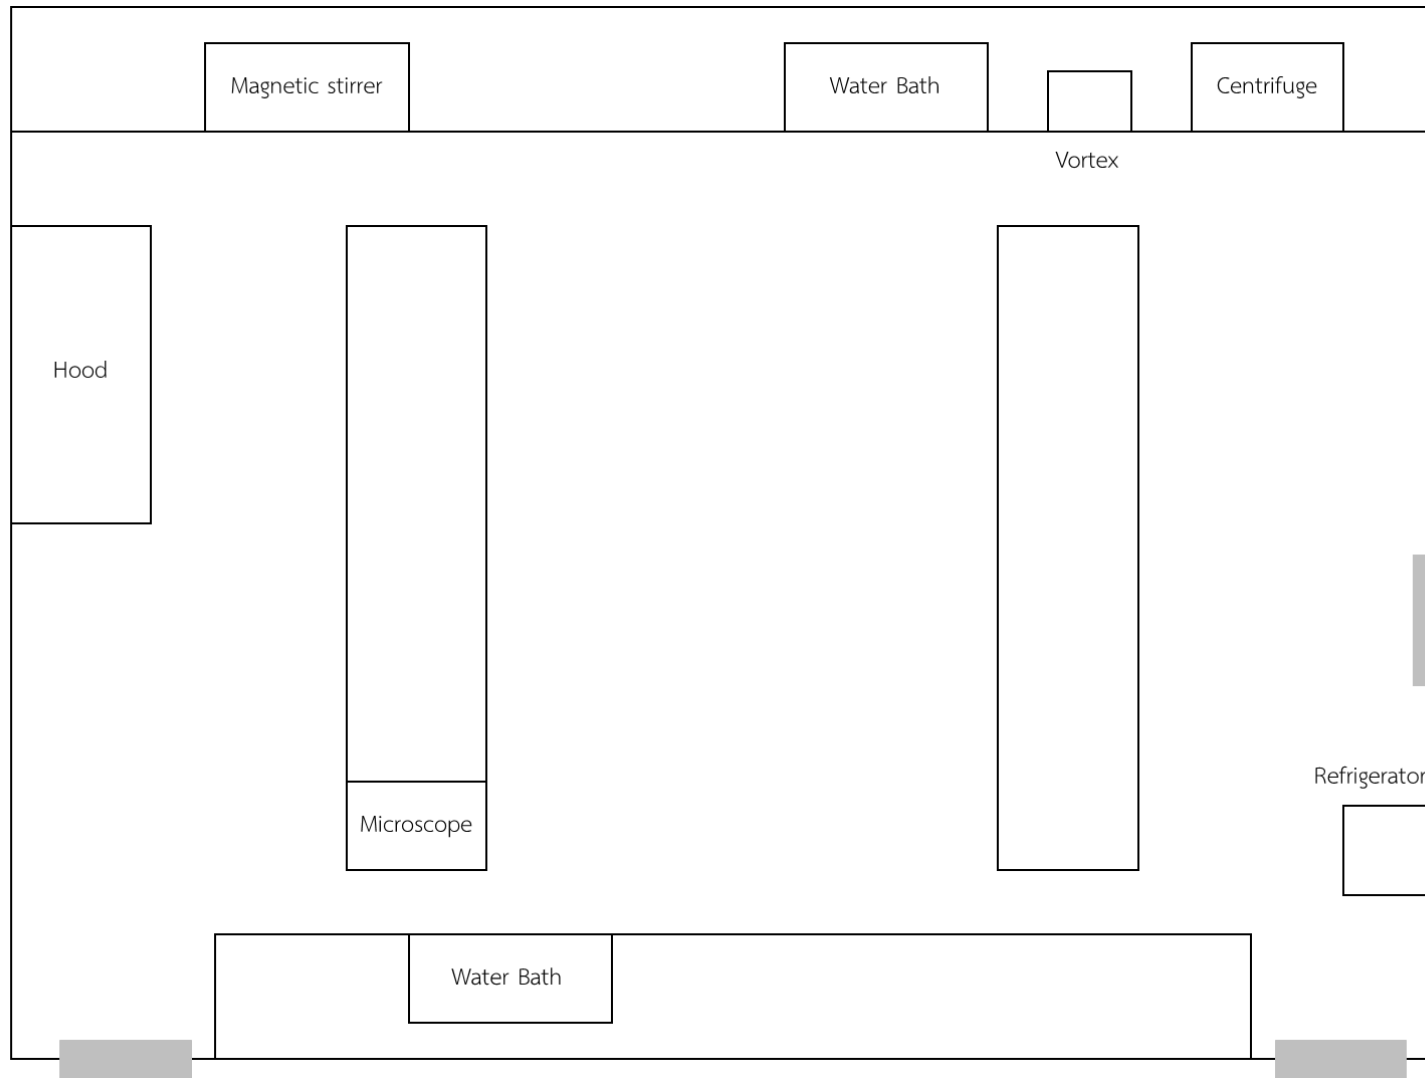 Magnetic stirrer
Water Bath
Centrifuge
Vortex
Hood
Refrigerator
Microscope
Water Bath